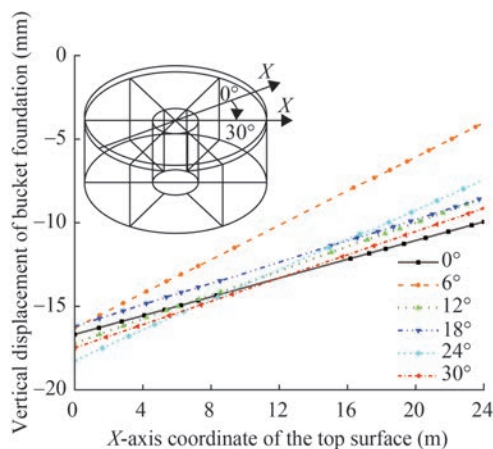 Vertical displacement of bucket foundation (mm)
0
−5
−10
−15
−20
X
0°
X
30°
0°
6°
12°
18°
24°
30°
0 4 8 12 16 20 24
X-axis coordinate of the top surface (m)